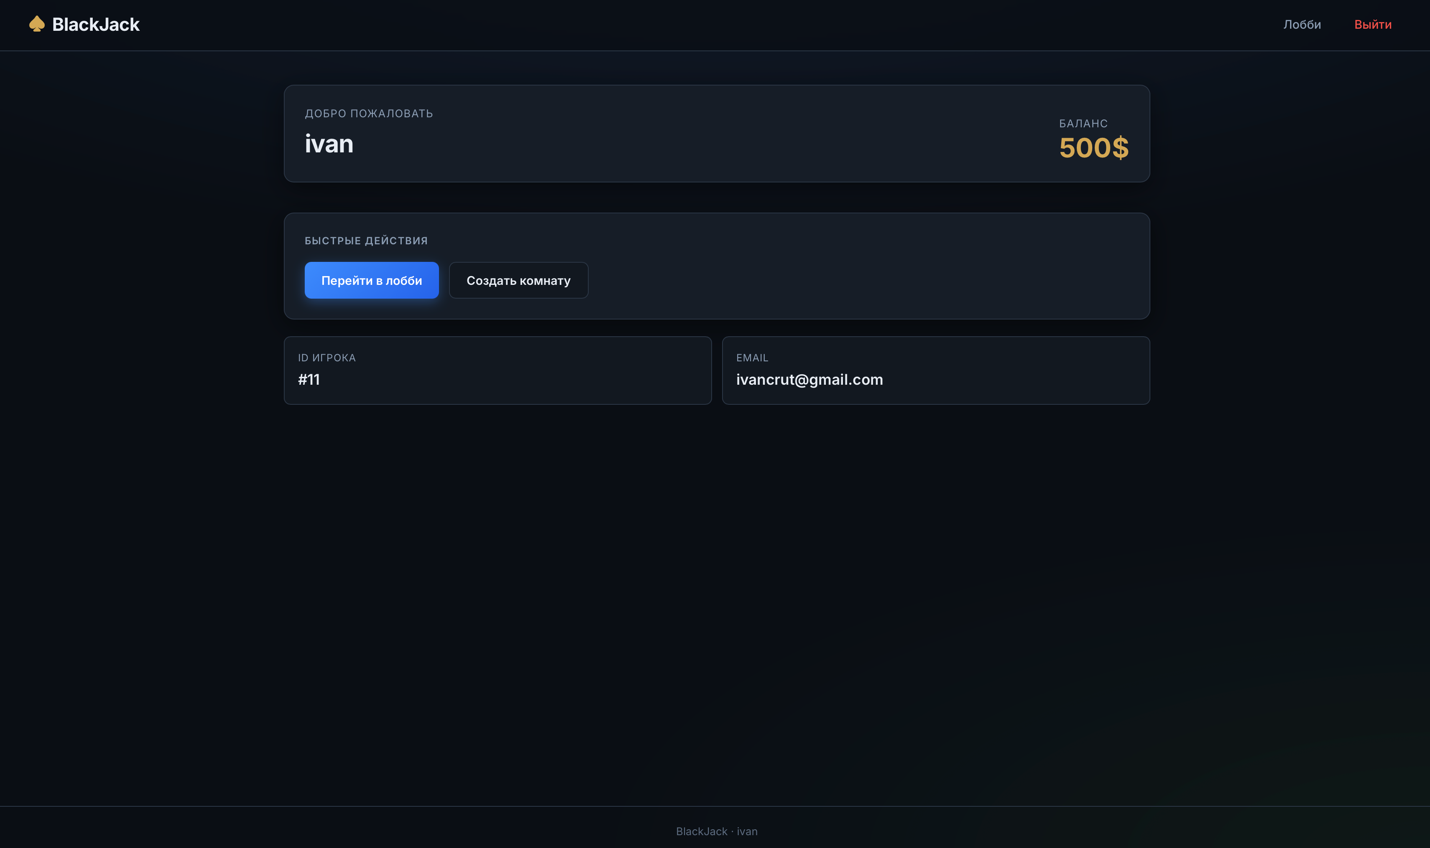 BlackJack
Лобби
Выйти
ДОБРО ПОЖАЛОВАТЬ
ivan
БАЛАНС
500$
БЫСТРЫЕ ДЕЙСТВИЯ
Перейти в лобби
Создать комнату
ID ИГРОКА
#11
EMAIL
ivancrut@gmail.com
BlackJack · ivan